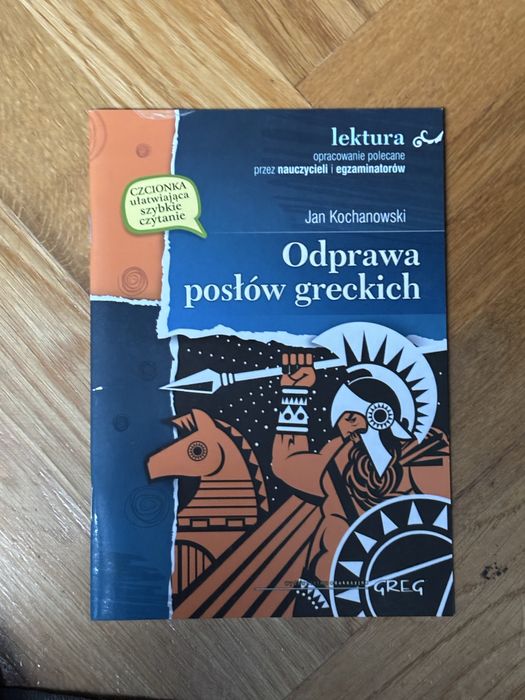 lektura
opracowanie polecane
przez nauczycieli i egzaminatorów
CZCIONKA
ułatwiająca
szybkie
czytanie
Jan Kochanowski
Odprawa
posłów greckich
GREG